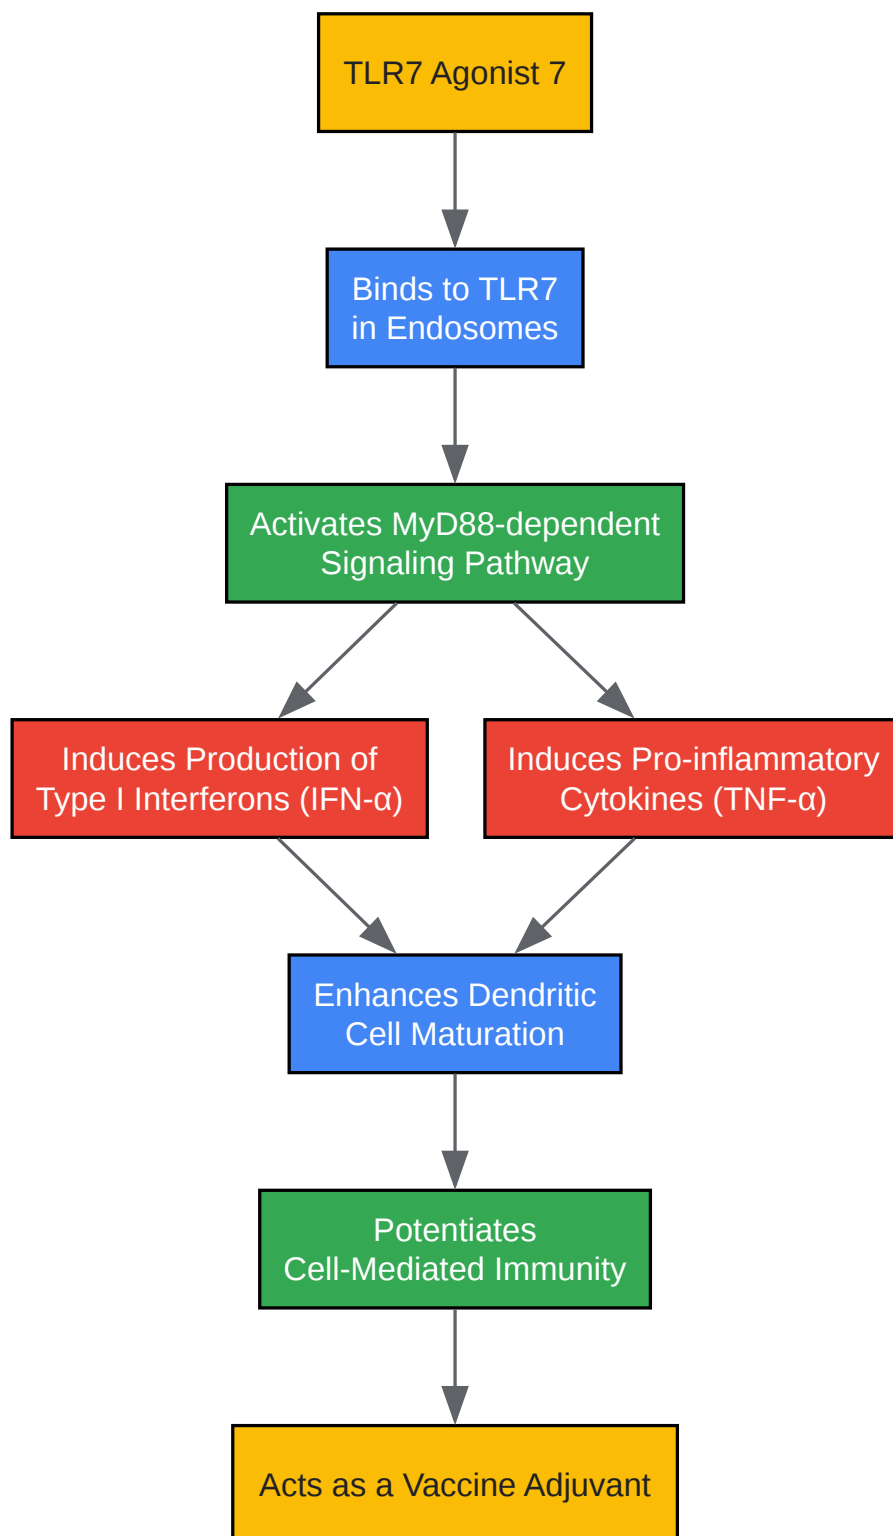 TLR7 Agonist 7
Binds to TLR7
in Endosomes
Activates MyD88-dependent
Signaling Pathway
Induces Production of
Type I Interferons (IFN-α)
Induces Pro-inflammatory
Cytokines (TNF-α)
Enhances Dendritic
Cell Maturation
Potentiates
Cell-Mediated Immunity
Acts as a Vaccine Adjuvant